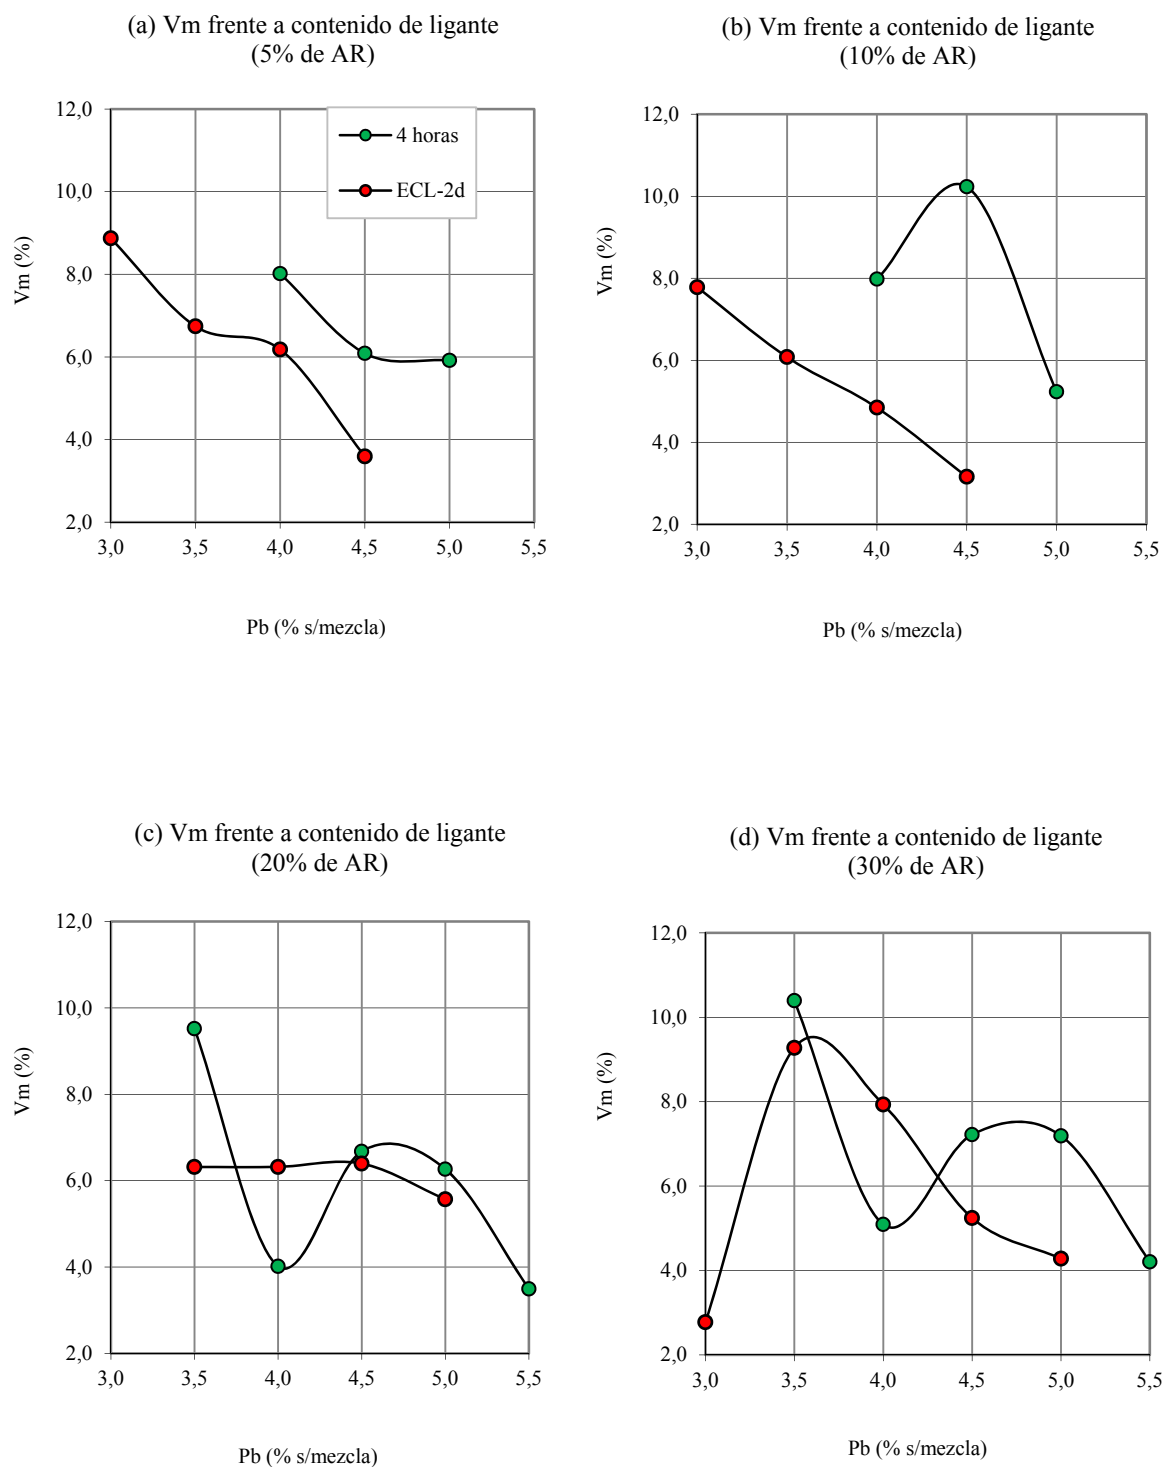 (a) Vm frente a contenido de ligante
(5% de AR)
12,0
10,0
8,0
6,0
4,0
2,0
3,0 3,5 4,0 4,5 5,0 5,5
Vm (%)
Pb (% s/mezcla)
4 horas
ECL-2d
(b) Vm frente a contenido de ligante
(10% de AR)
12,0
10,0
8,0
6,0
4,0
2,0
3,0 3,5 4,0 4,5 5,0 5,5
Vm (%)
Pb (% s/mezcla)
(c) Vm frente a contenido de ligante
(20% de AR)
12,0
10,0
8,0
6,0
4,0
2,0
3,0 3,5 4,0 4,5 5,0 5,5
Vm (%)
Pb (% s/mezcla)
(d) Vm frente a contenido de ligante
(30% de AR)
12,0
10,0
8,0
6,0
4,0
2,0
3,0 3,5 4,0 4,5 5,0 5,5
Vm (%)
Pb (% s/mezcla)